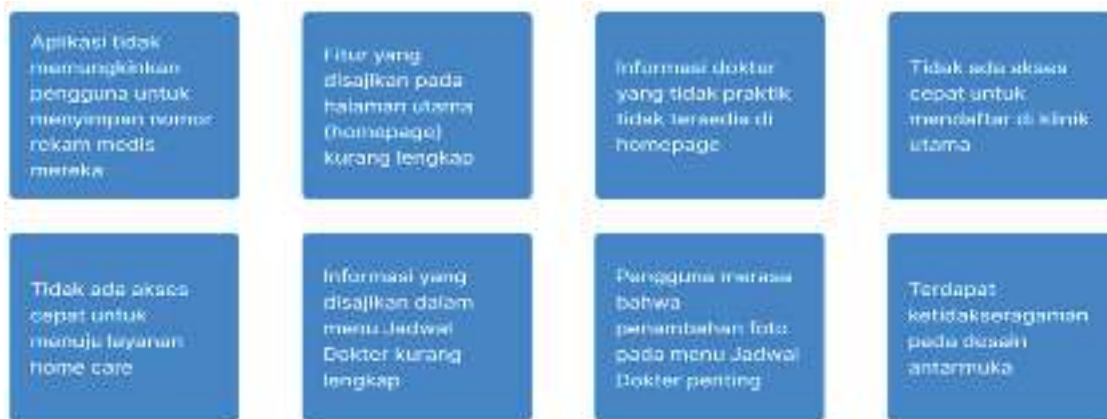 Aplikasi tidak
memungkinkan
pengguna untuk
menyimpan nomor
rekam medis
mereka
Fitur yang
disajikan pada
halaman utama
(homepage)
kurang lengkap
Informasi dokter
yang tidak praktik
tidak tersedia di
homepage
Tidak ada akses
cepat untuk
mendaftar di klinik
utama
Tidak ada akses
cepat untuk
menuju layanan
home care
Informasi yang
disajikan dalam
menu Jadwal
Dokter kurang
lengkap
Pengguna merasa
bahwa
penambahan foto
pada menu Jadwal
Dokter penting
Terdapat
ketidakseragaman
pada desain
antarmuka